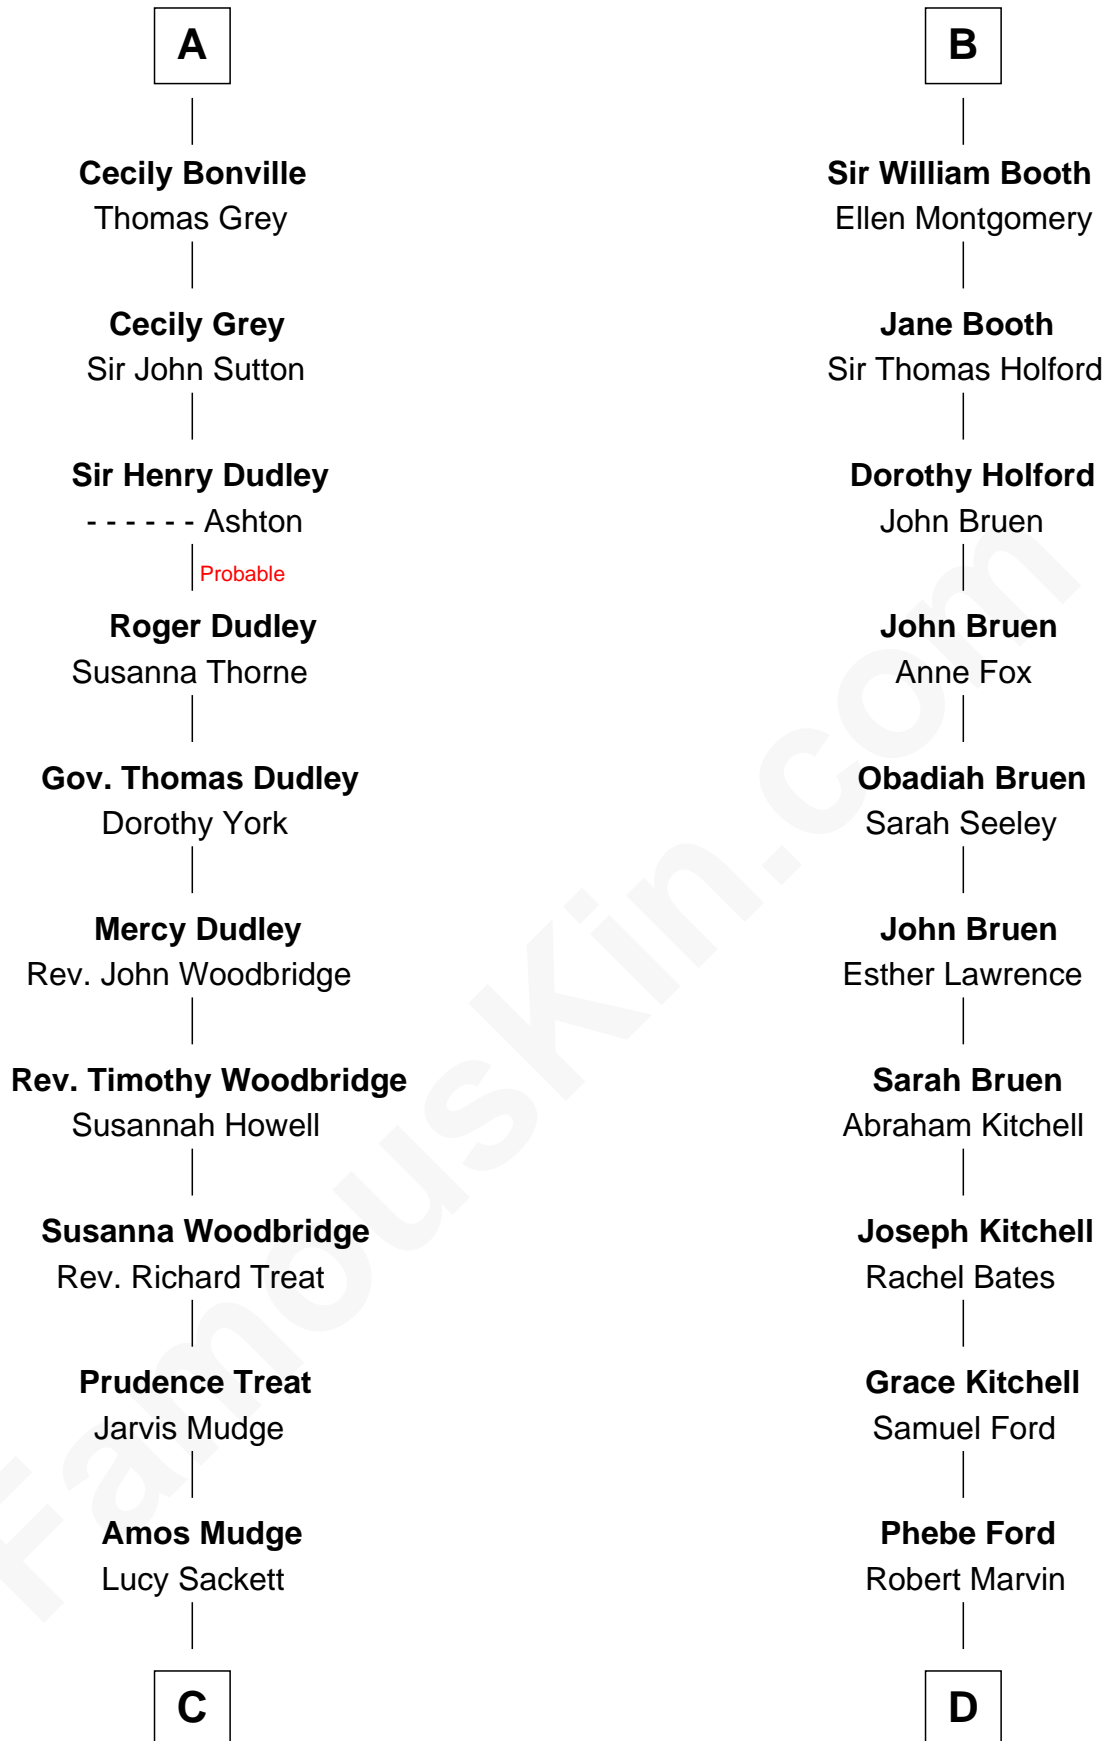 A
Cecily Bonville
Thomas Grey
Cecily Grey
Sir John Sutton
Sir Henry Dudley
- - - - - - Ashton
Probable
Roger Dudley
Susanna Thorne
Gov. Thomas Dudley
Dorothy York
Mercy Dudley
Rev. John Woodbridge
Rev. Timothy Woodbridge
Susannah Howell
Susanna Woodbridge
Rev. Richard Treat
Prudence Treat
Jarvis Mudge
Amos Mudge
Lucy Sackett
C
B
Sir William Booth
Ellen Montgomery
Jane Booth
Sir Thomas Holford
Dorothy Holford
John Bruen
John Bruen
Anne Fox
Obadiah Bruen
Sarah Seeley
John Bruen
Esther Lawrence
Sarah Bruen
Abraham Kitchell
Joseph Kitchell
Rachel Bates
Grace Kitchell
Samuel Ford
Phebe Ford
Robert Marvin
D
FamousKin.com